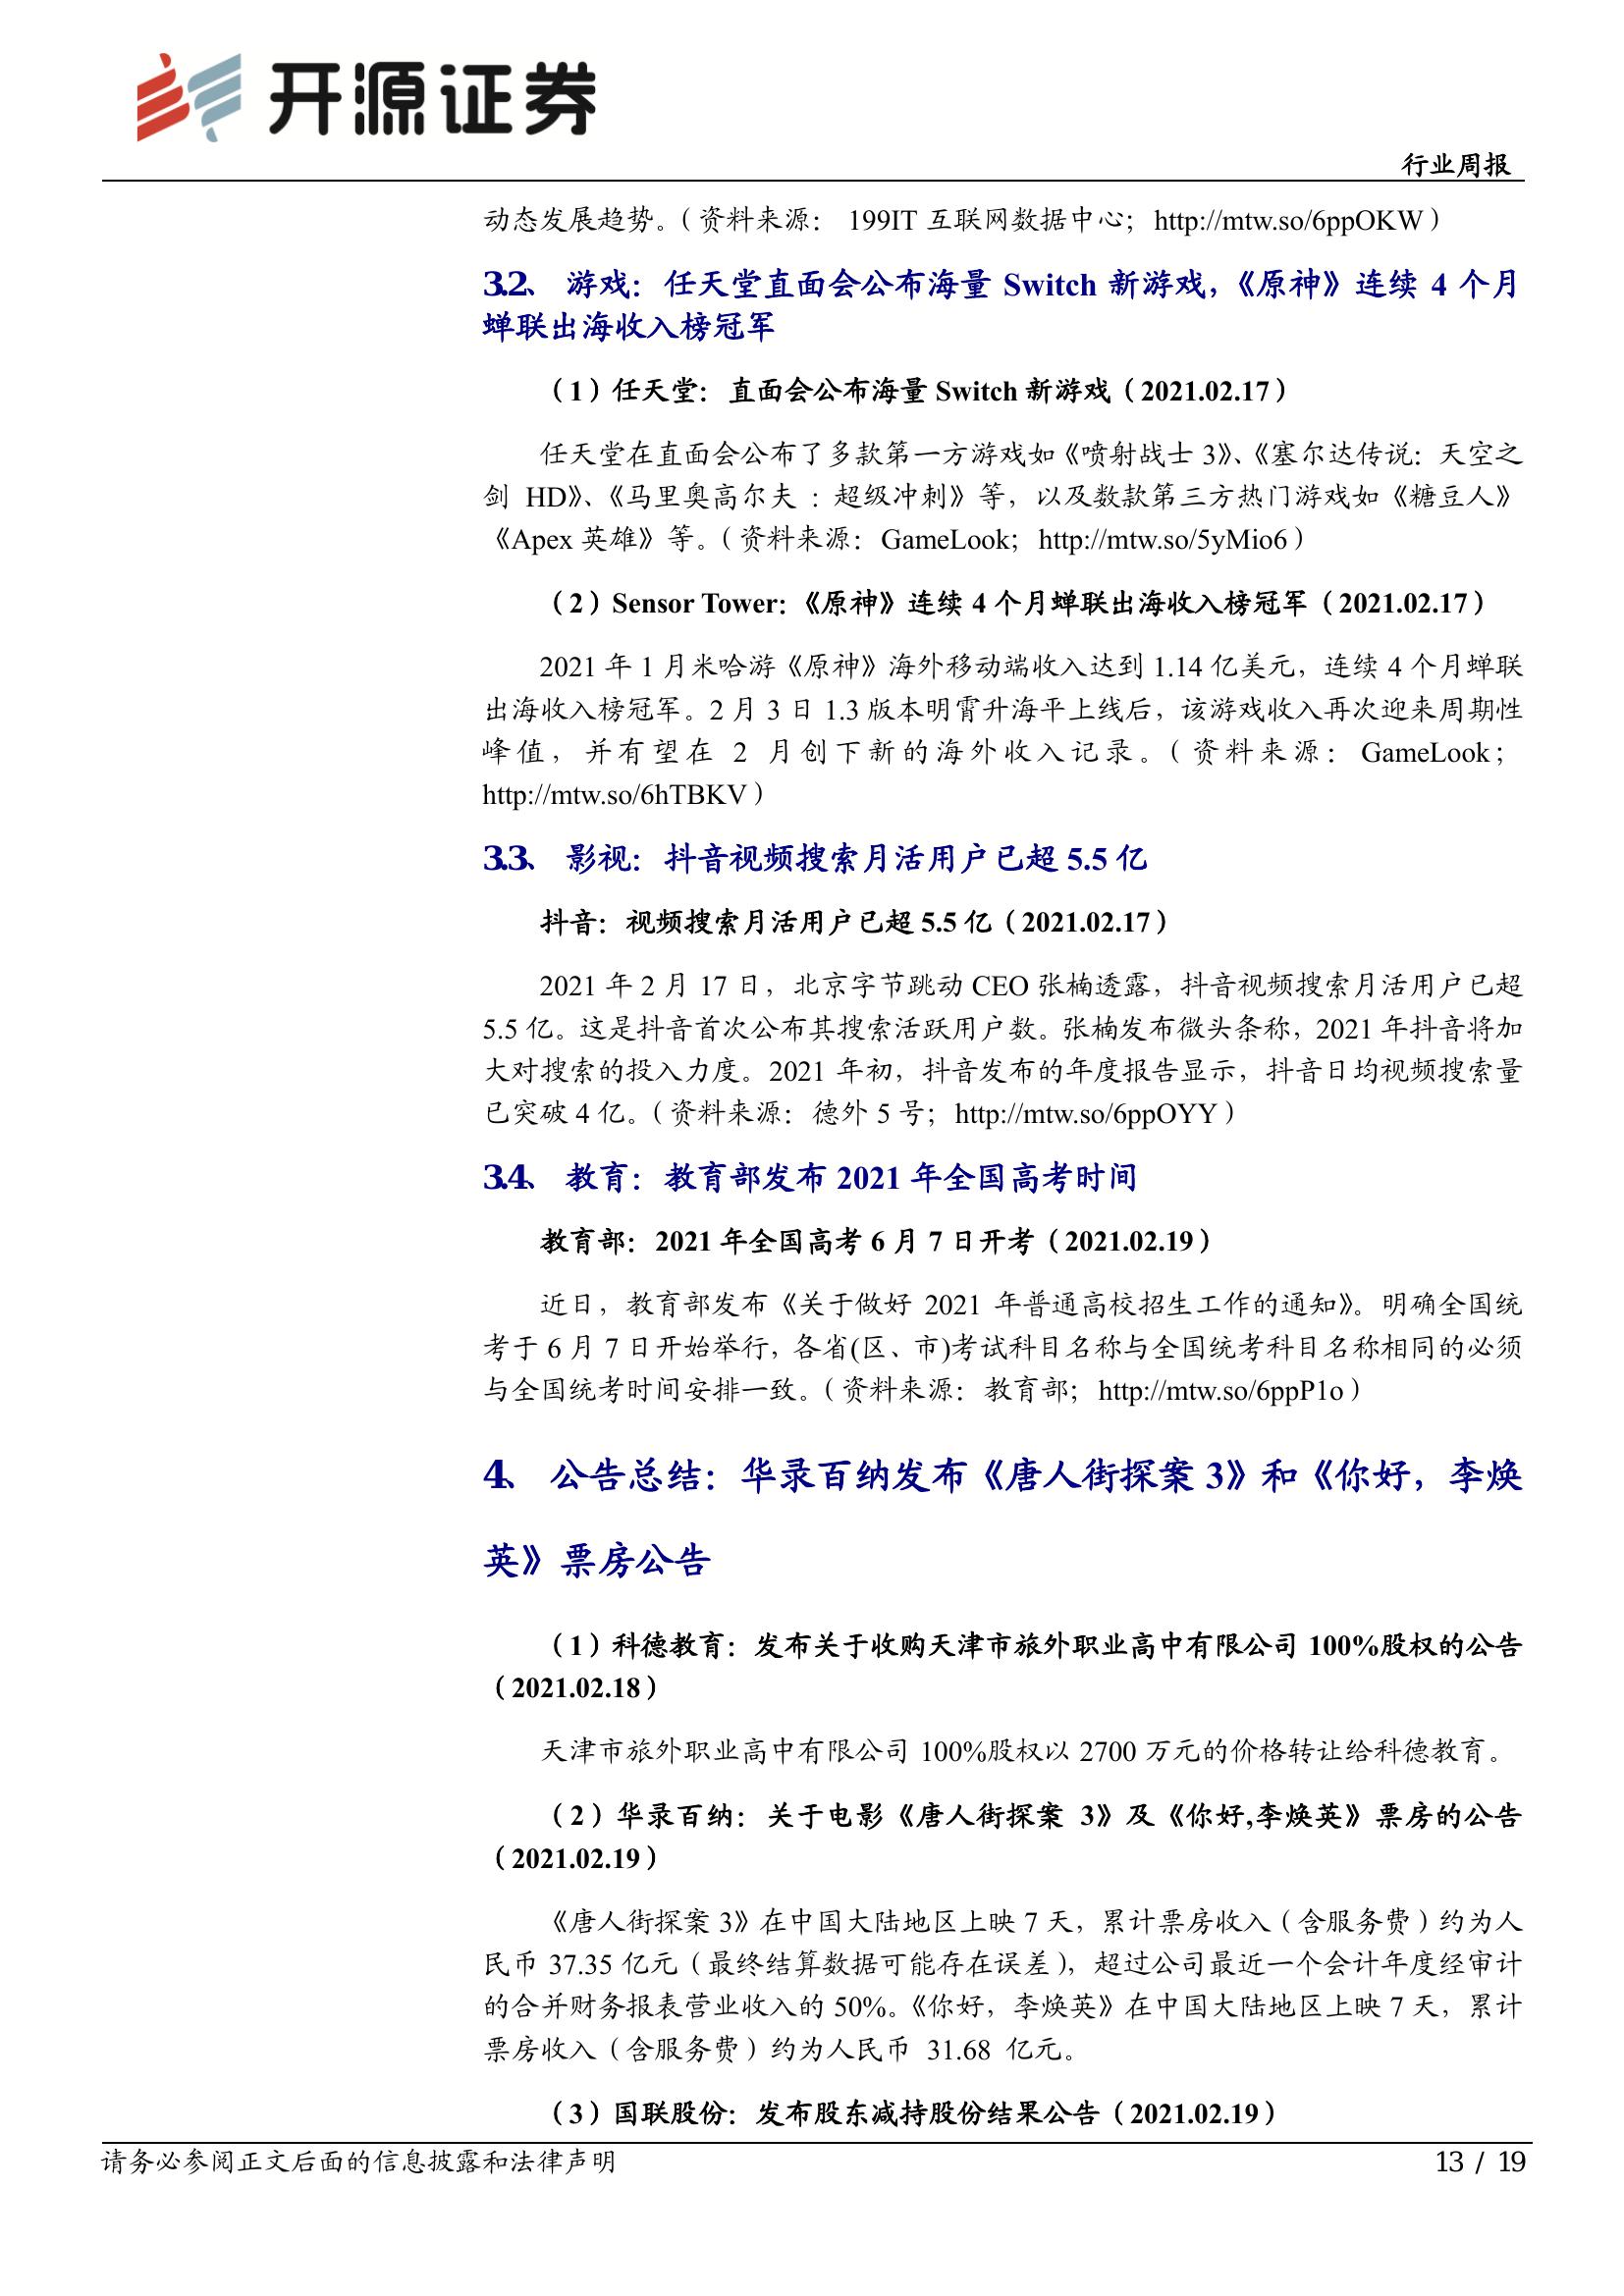 开源证券
行业周报
动态发展趋势。（资料来源： 199IT 互联网数据中心；http://mtw.so/6ppOKW）
3.2、 游戏：任天堂直面会公布海量 Switch 新游戏，《原神》连续 4 个月
蝉联出海收入榜冠军
（1）任天堂：直面会公布海量 Switch 新游戏（2021.02.17）
任天堂在直面会公布了多款第一方游戏如《喷射战士 3》、《塞尔达传说：天空之
剑 HD》、《马里奥高尔夫 : 超级冲刺》等，以及数款第三方热门游戏如《糖豆人》
《Apex 英雄》等。（资料来源：GameLook；http://mtw.so/5yMio6）
（2）Sensor Tower:《原神》连续 4 个月蝉联出海收入榜冠军（2021.02.17）
2021 年 1 月米哈游《原神》海外移动端收入达到 1.14 亿美元，连续 4 个月蝉联
出海收入榜冠军。2 月 3 日 1.3 版本明霄升海平上线后，该游戏收入再次迎来周期性
峰值，并有望在 2 月创下新的海外收入记录。（资料来源：GameLook；
http://mtw.so/6hTBKV）
3.3、 影视：抖音视频搜索月活用户已超 5.5 亿
抖音：视频搜索月活用户已超 5.5 亿（2021.02.17）
2021 年 2 月 17 日，北京字节跳动 CEO 张楠透露，抖音视频搜索月活用户已超
5.5 亿。这是抖音首次公布其搜索活跃用户数。张楠发布微头条称，2021 年抖音将加
大对搜索的投入力度。2021 年初，抖音发布的年度报告显示，抖音日均视频搜索量
已突破 4 亿。（资料来源：德外 5 号；http://mtw.so/6ppOYY）
3.4、 教育：教育部发布 2021 年全国高考时间
教育部：2021 年全国高考 6 月 7 日开考（2021.02.19）
近日，教育部发布《关于做好 2021 年普通高校招生工作的通知》。明确全国统
考于 6 月 7 日开始举行，各省(区、市)考试科目名称与全国统考科目名称相同的必须
与全国统考时间安排一致。（资料来源：教育部；http://mtw.so/6ppP1o）
4、 公告总结：华录百纳发布《唐人街探案 3》和《你好，李焕
英》票房公告
（1）科德教育：发布关于收购天津市旅外职业高中有限公司 100%股权的公告
（2021.02.18）
天津市旅外职业高中有限公司 100%股权以 2700 万元的价格转让给科德教育。
（2）华录百纳：关于电影《唐人街探案 3》及《你好,李焕英》票房的公告
（2021.02.19）
《唐人街探案 3》在中国大陆地区上映 7 天，累计票房收入（含服务费）约为人
民币 37.35 亿元（最终结算数据可能存在误差），超过公司最近一个会计年度经审计
的合并财务报表营业收入的 50%。《你好，李焕英》在中国大陆地区上映 7 天，累计
票房收入（含服务费）约为人民币 31.68 亿元。
（3）国联股份：发布股东减持股份结果公告（2021.02.19）
请务必参阅正文后面的信息披露和法律声明
13 / 19